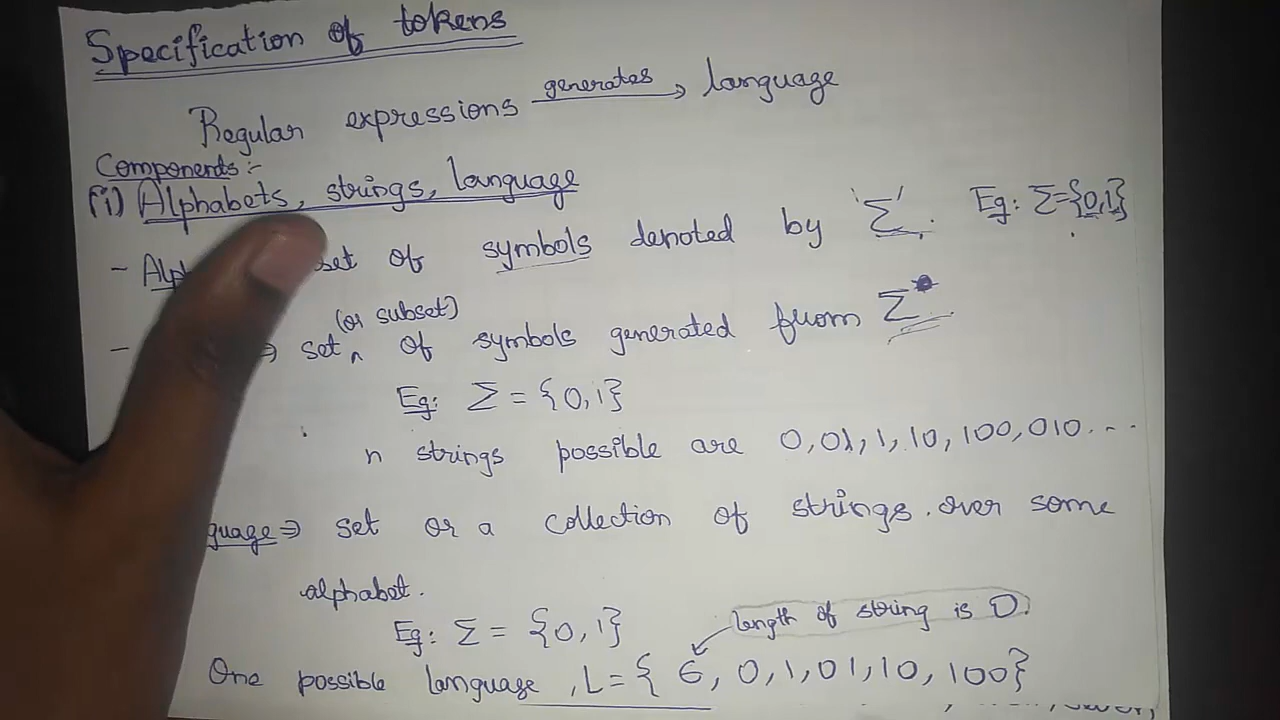 Specification of tokens
Regular expressions generates → language
Components:-
(i) Alphabets, strings, language
- Alp set of symbols denoted by 'Σ'. Eg: Σ={0,1}
(or subset)
- ⇒ set of symbols generated from Σ*.
Eg: Σ = {0,1}
n strings possible are 0,01,1,10,100,010...
guage ⇒ set or a collection of strings over some
alphabet.
Eg: Σ = {0,1}
length of string is 0.
One possible language, L={ ϵ, 0,1,01,10,100}